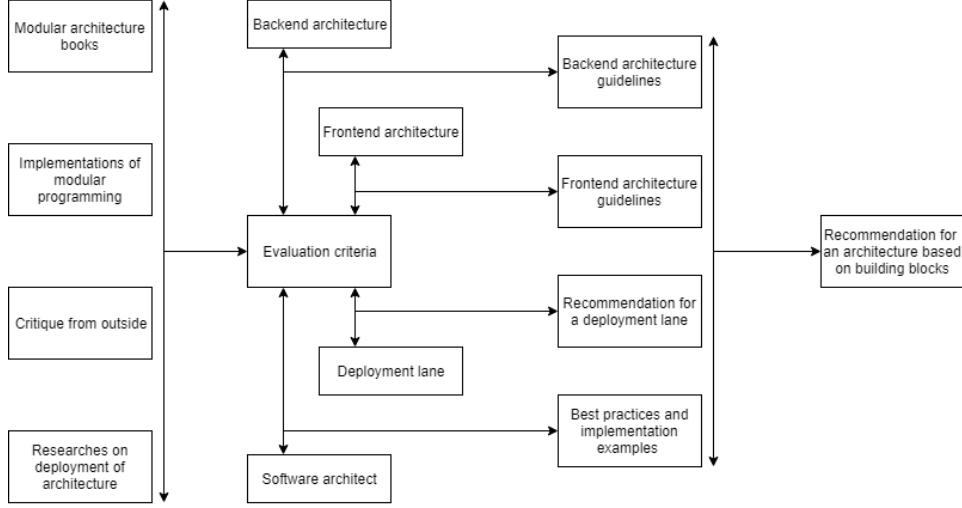 Modular architecture
books
Implementations of
modular
programming
Critique from outside
Researches on
deployment of
architecture
Backend architecture
Frontend architecture
Evaluation criteria
Deployment lane
Software architect
Backend architecture
guidelines
Frontend architecture
guidelines
Recommendation for
a deployment lane
Best practices and
implementation
examples
Recommendation for
an architecture based
on building blocks